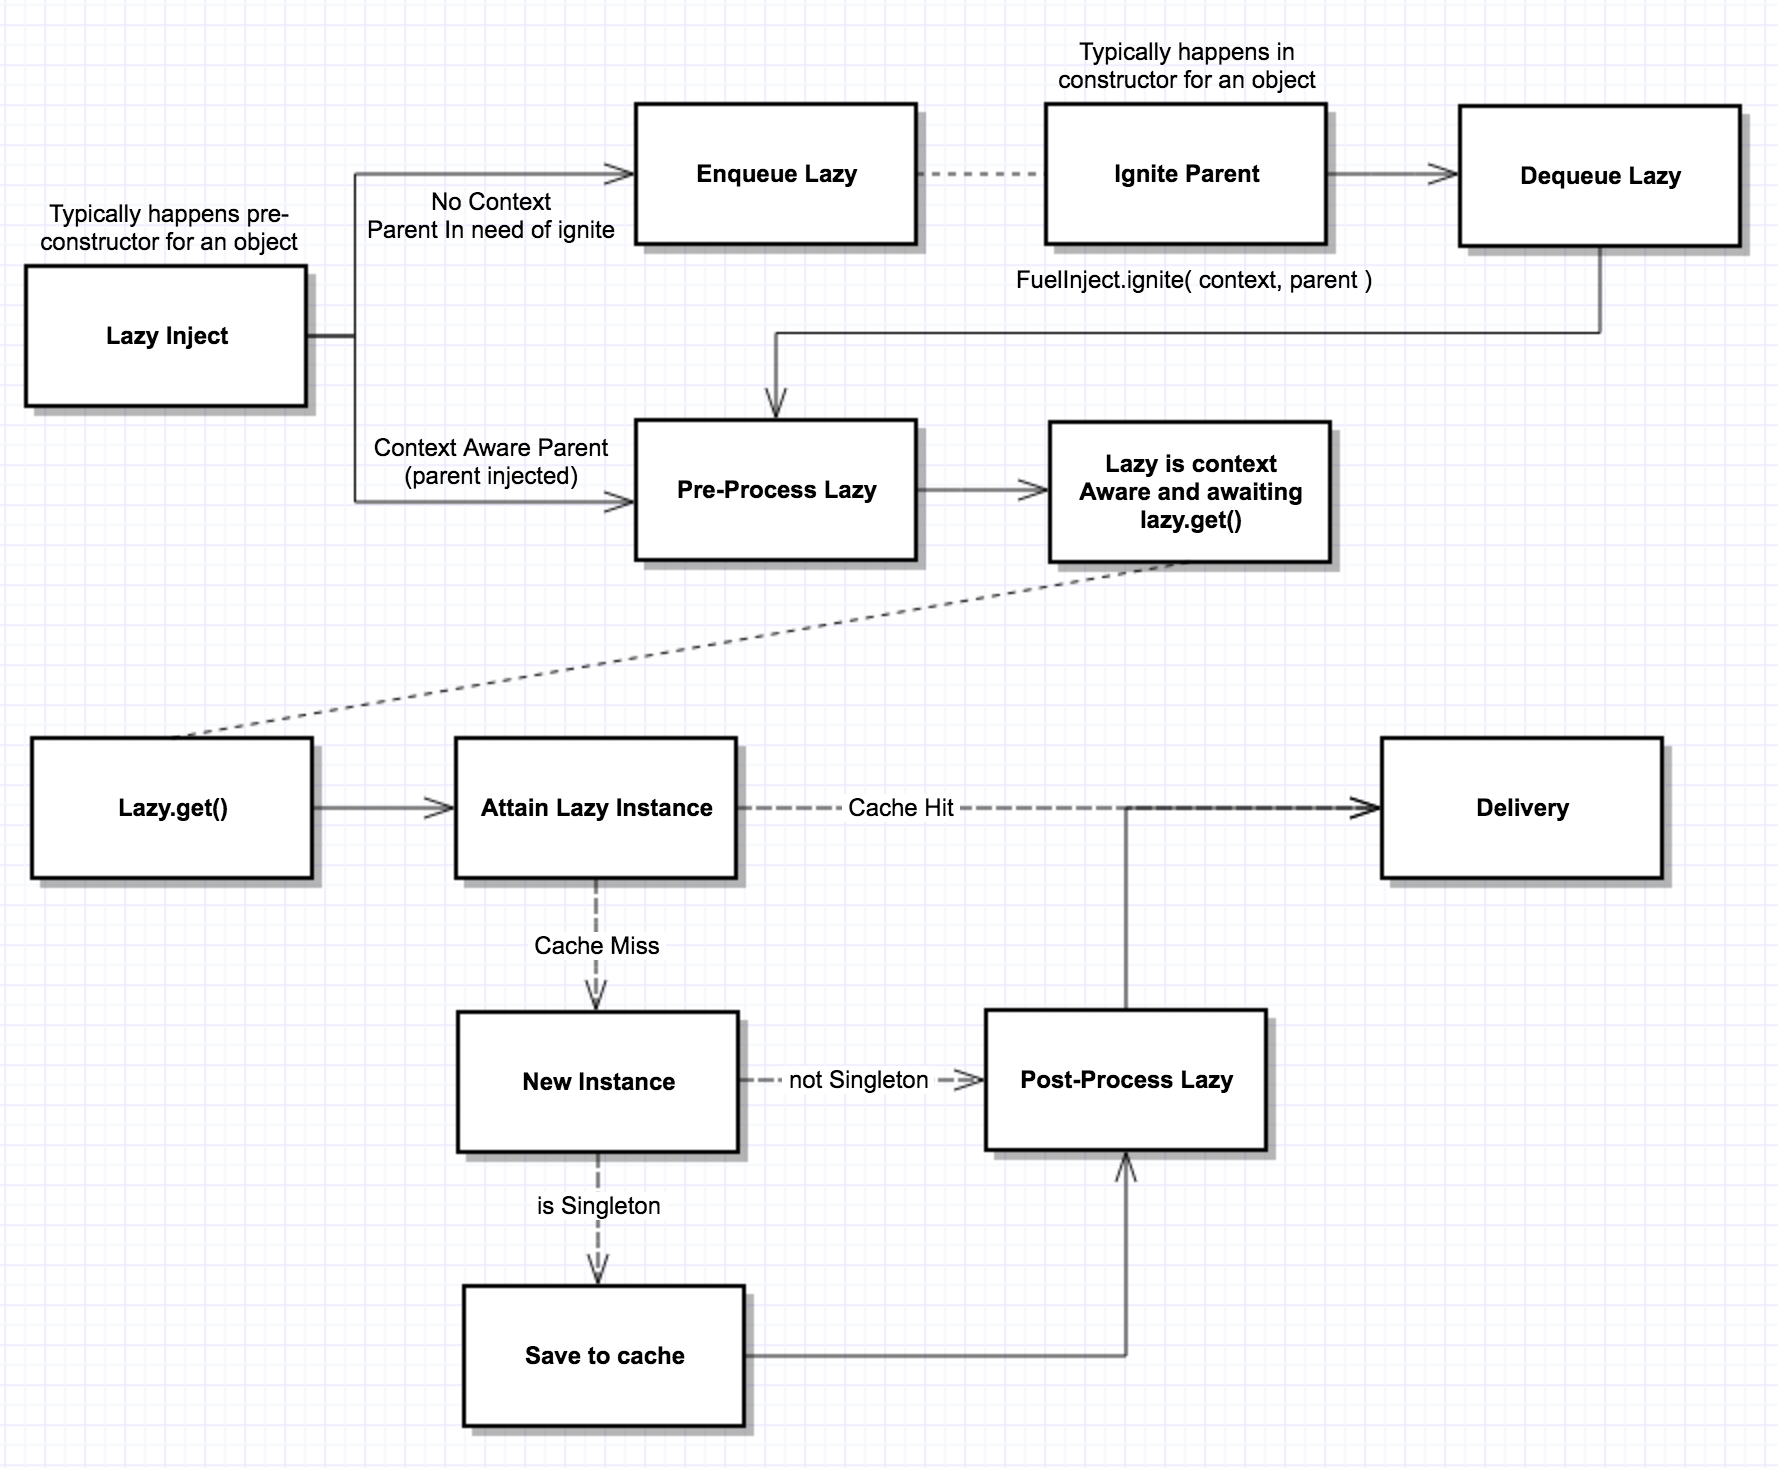 Typically happens in
constructor for an object
Enqueue Lazy
Ignite Parent
Dequeue Lazy
No Context
Parent In need of ignite
Typically happens pre-
constructor for an object
FuelInject.ignite( context, parent )
Lazy Inject
Context Aware Parent
(parent injected)
Pre-Process Lazy
Lazy is context
Aware and awaiting
lazy.get()
Lazy.get()
Attain Lazy Instance
Cache Hit
Delivery
Cache Miss
New Instance
not Singleton
Post-Process Lazy
is Singleton
Save to cache